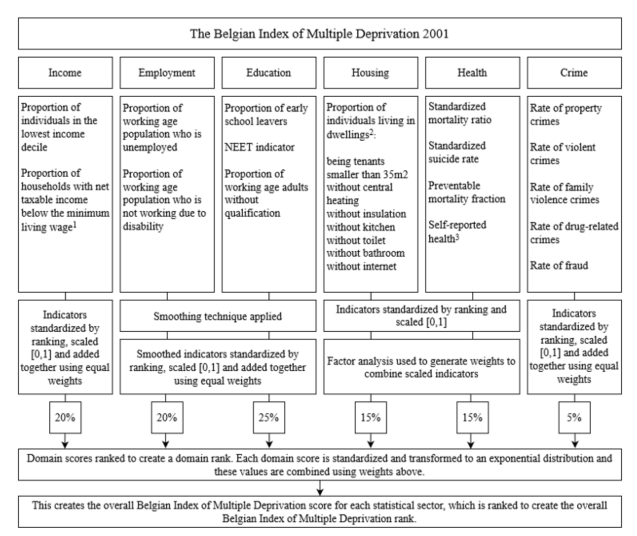 The Belgian Index of Multiple Deprivation 2001
Income
Employment
Education
Housing
Health
Crime
Proportion of
individuals in the
lowest income
decile
Proportion of
households with net
taxable income
below the minimum
living wage1
Proportion of
working age
population who is
unemployed
Proportion of
working age
population who is
not working due to
disability
Proportion of early
school leavers
NEET indicator
Proportion of
working age adults
without
qualification
Proportion of
individuals living in
dwellings2:
being tenants
smaller than 35m2
without central
heating
without insulation
without kitchen
without toilet
without bathroom
without internet
Standardized
mortality ratio
Standardized
suicide rate
Preventable
mortality fraction
Self-reported
health3
Rate of property
crimes
Rate of violent
crimes
Rate of family
violence crimes
Rate of drug-related
crimes
Rate of fraud
Indicators
standardized by
ranking, scaled
[0,1] and added
together using equal
weights
Smoothing technique applied
Smoothed indicators standardized by
ranking, scaled [0,1] and added together
using equal weights
Indicators standardized by ranking and
scaled [0,1]
Factor analysis used to generate weights to
combine scaled indicators
Indicators
standardized by
ranking, scaled
[0,1] and added
together using equal
weights
20%
20%
25%
15%
15%
5%
Domain scores ranked to create a domain rank. Each domain score is standardized and transformed to an exponential distribution and
these values are combined using weights above.
This creates the overall Belgian Index of Multiple Deprivation score for each statistical sector, which is ranked to create the overall
Belgian Index of Multiple Deprivation rank.